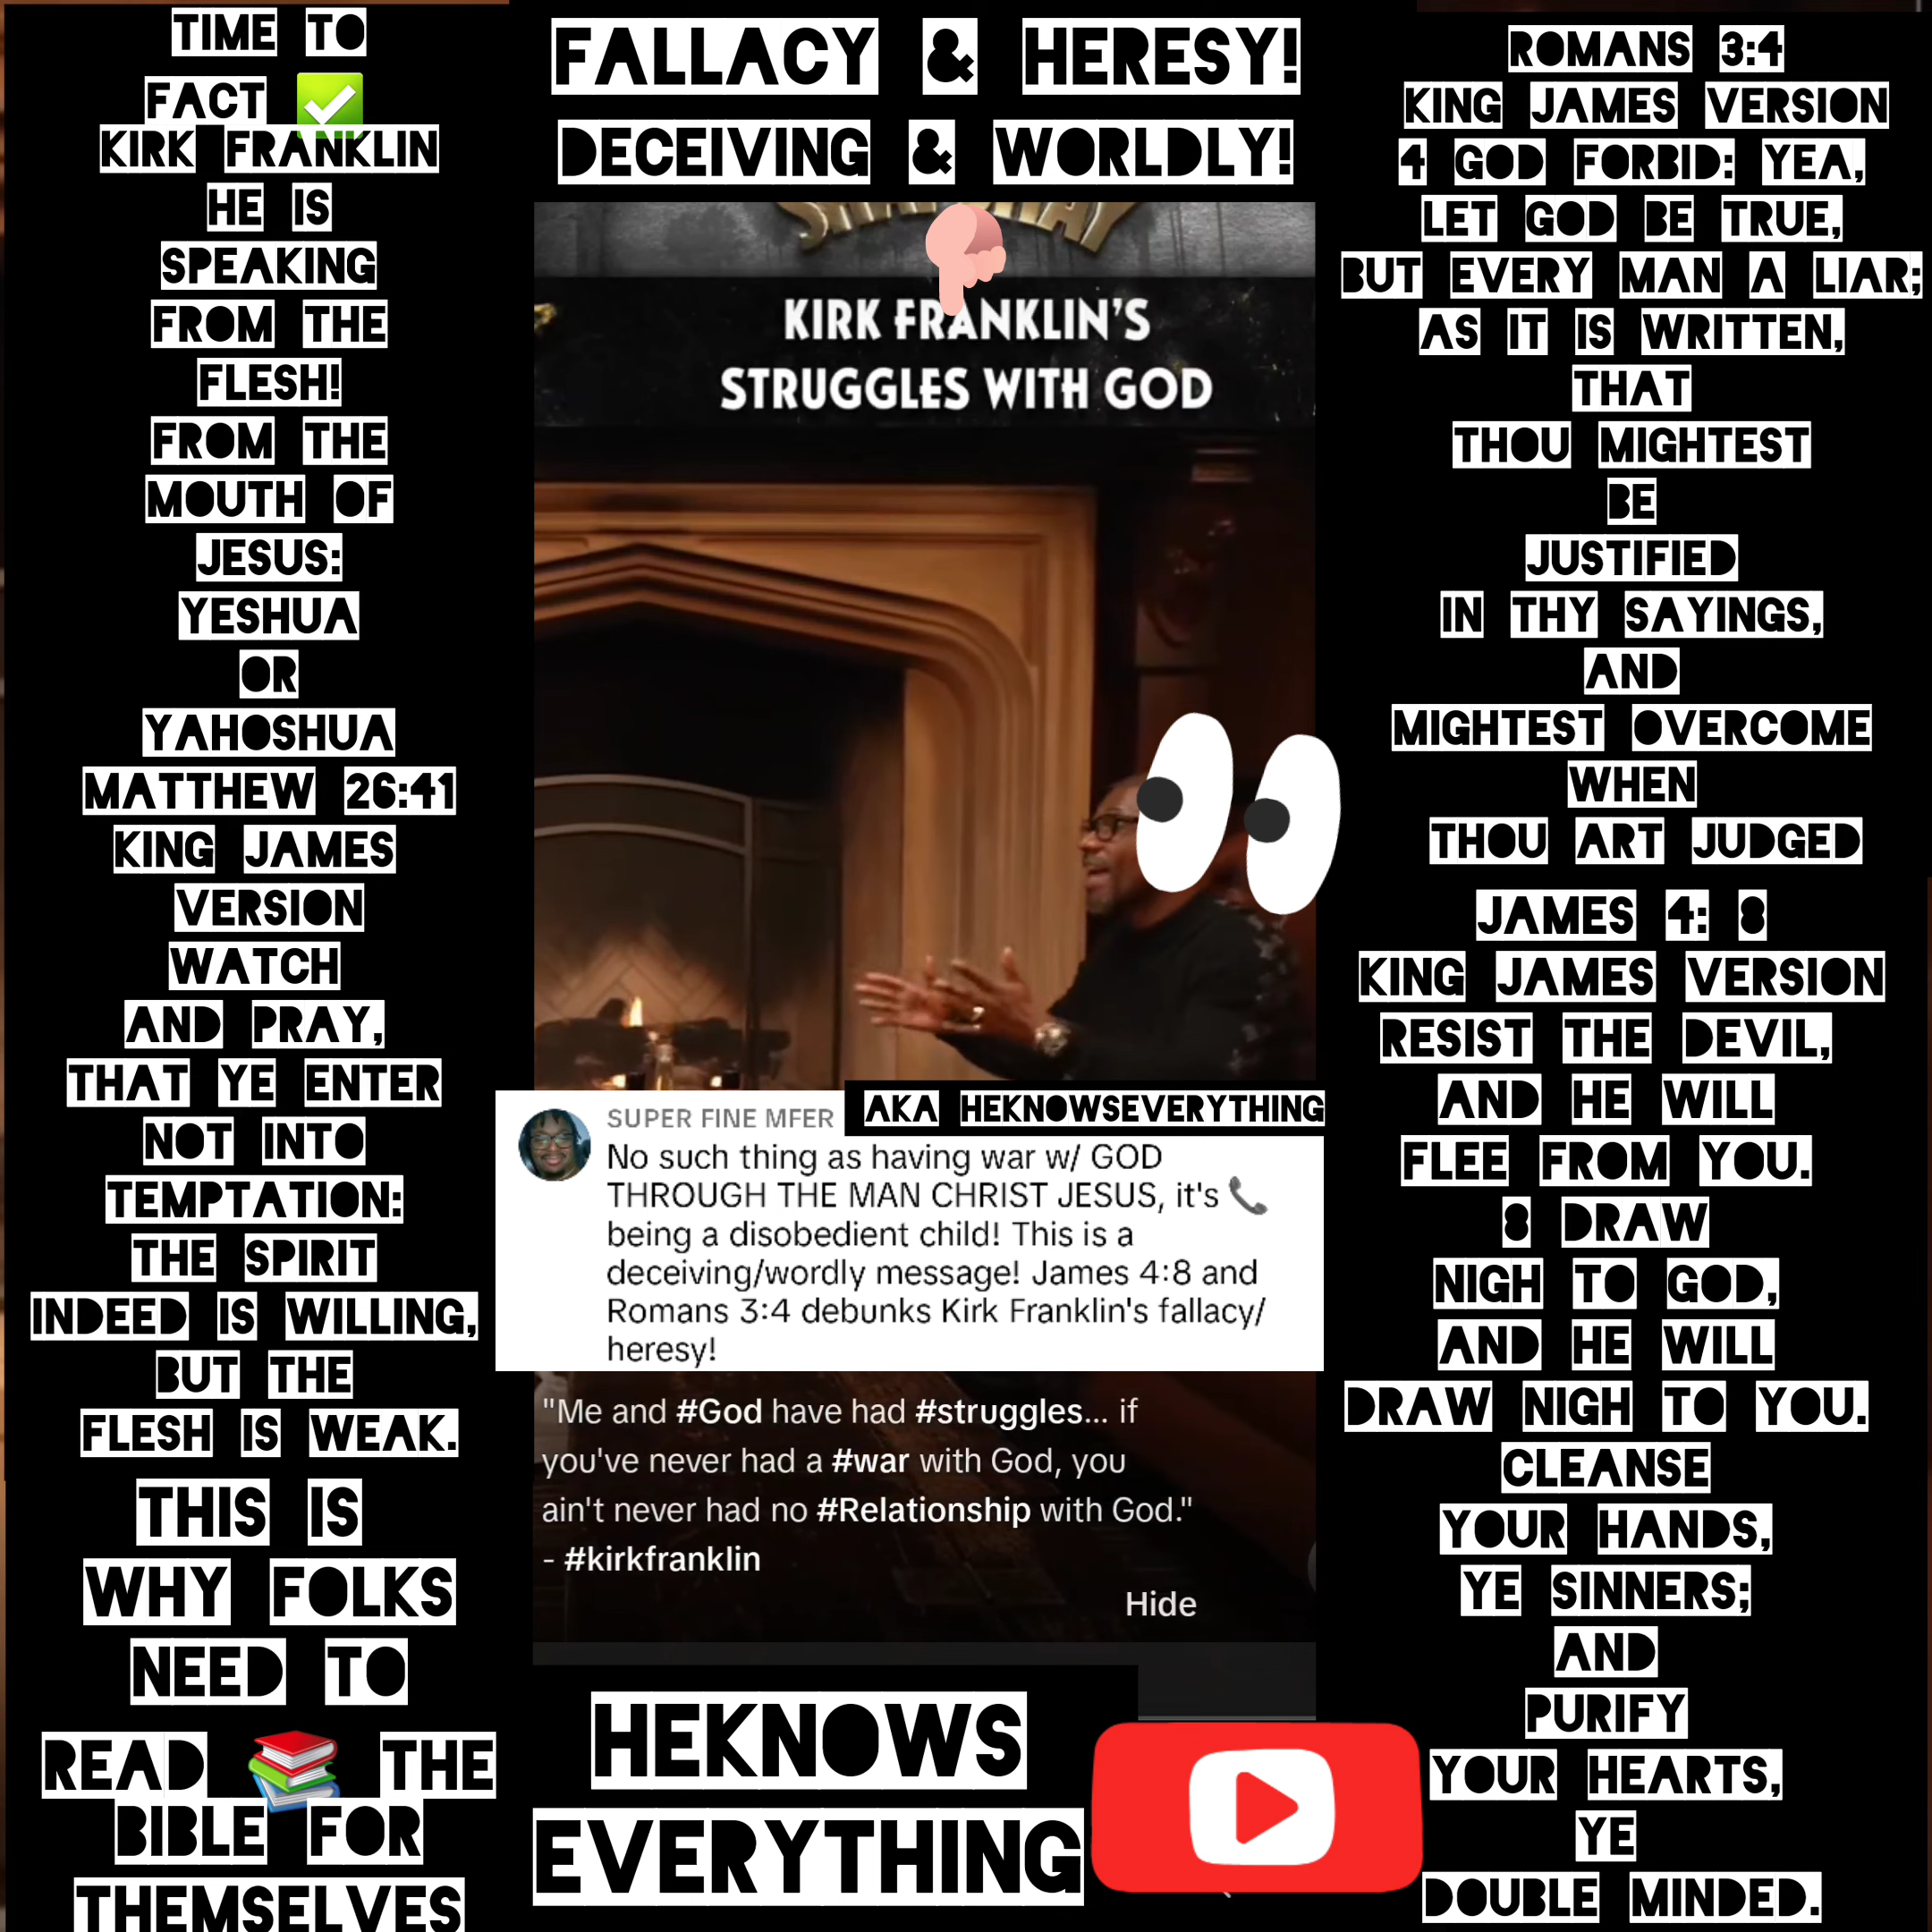 TIME TO
FACT
KIRK FRANKLIN
HE IS
SPEAKING
FROM THE
FLESH!
FROM THE
MOUTH OF
JESUS:
YESHUA
OR
YAHOSHUA
MATTHEW 26:41
KING JAMES
VERSION
WATCH
AND PRAY,
THAT YE ENTER
NOT INTO
TEMPTATION:
THE SPIRIT
INDEED IS WILLING,
BUT THE
FLESH IS WEAK.
THIS IS
WHY FOLKS
NEED TO
READ THE
BIBLE FOR
THEMSELVES
FALLACY & HERESY!
DECEIVING & WORLDLY!
KIRK FRANKLIN'S
STRUGGLES WITH GOD
SUPER FINE MFER AKA HEKNOWSEVERYTHING
No such thing as having war w/ GOD
THROUGH THE MAN CHRIST JESUS, it's
being a disobedient child! This is a
deceiving/wordly message! James 4:8 and
Romans 3:4 debunks Kirk Franklin's fallacy/
heresy!
"Me and #God have had #struggles... if
you've never had a #war with God, you
ain't never had no #Relationship with God."
- #kirkfranklin
Hide
HEKNOWS
EVERYTHING
ROMANS 3:4
KING JAMES VERSION
4 GOD FORBID: YEA,
LET GOD BE TRUE,
BUT EVERY MAN A LIAR;
AS IT IS WRITTEN,
THAT
THOU MIGHTEST
BE
JUSTIFIED
IN THY SAYINGS,
AND
MIGHTEST OVERCOME
WHEN
THOU ART JUDGED
JAMES 4: 8
KING JAMES VERSION
RESIST THE DEVIL,
AND HE WILL
FLEE FROM YOU.
8 DRAW
NIGH TO GOD,
AND HE WILL
DRAW NIGH TO YOU.
CLEANSE
YOUR HANDS,
YE SINNERS;
AND
PURIFY
YOUR HEARTS,
YE
DOUBLE MINDED.